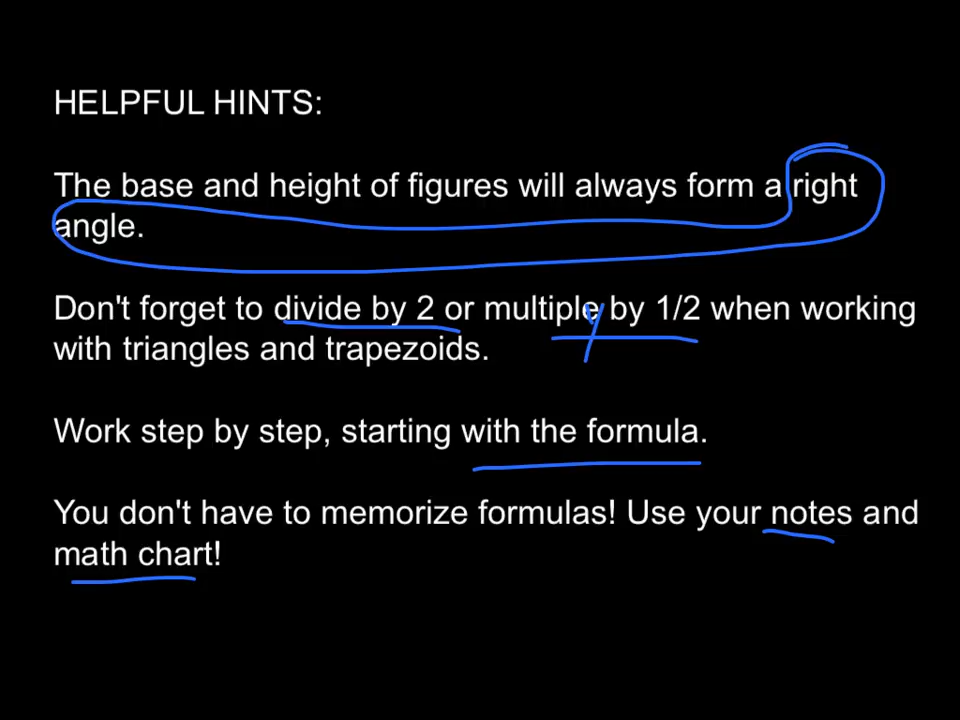 HELPFUL HINTS:
The base and height of figures will always form a right
angle.
Don't forget to divide by 2 or multiple by 1/2 when working
with triangles and trapezoids.
Work step by step, starting with the formula.
You don't have to memorize formulas! Use your notes and
math chart!